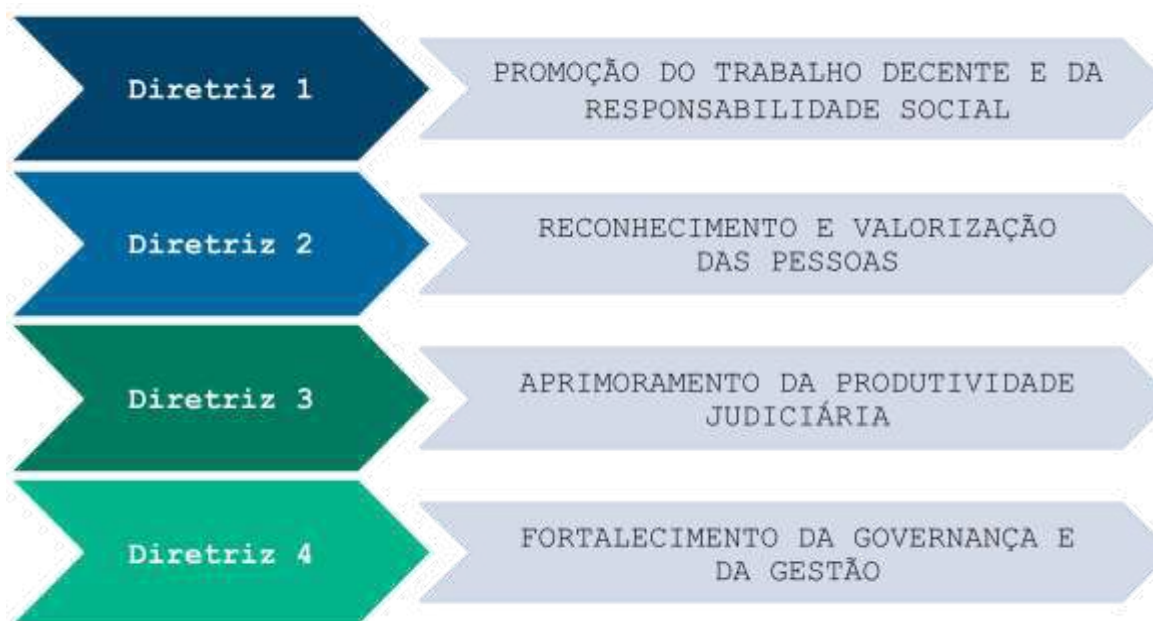 Diretriz 1
PROMOÇÃO DO TRABALHO DECENTE E DA
RESPONSABILIDADE SOCIAL
Diretriz 2
RECONHECIMENTO E VALORIZAÇÃO
DAS PESSOAS
Diretriz 3
APRIMORAMENTO DA PRODUTIVIDADE
JUDICIÁRIA
Diretriz 4
FORTALECIMENTO DA GOVERNANÇA E
DA GESTÃO